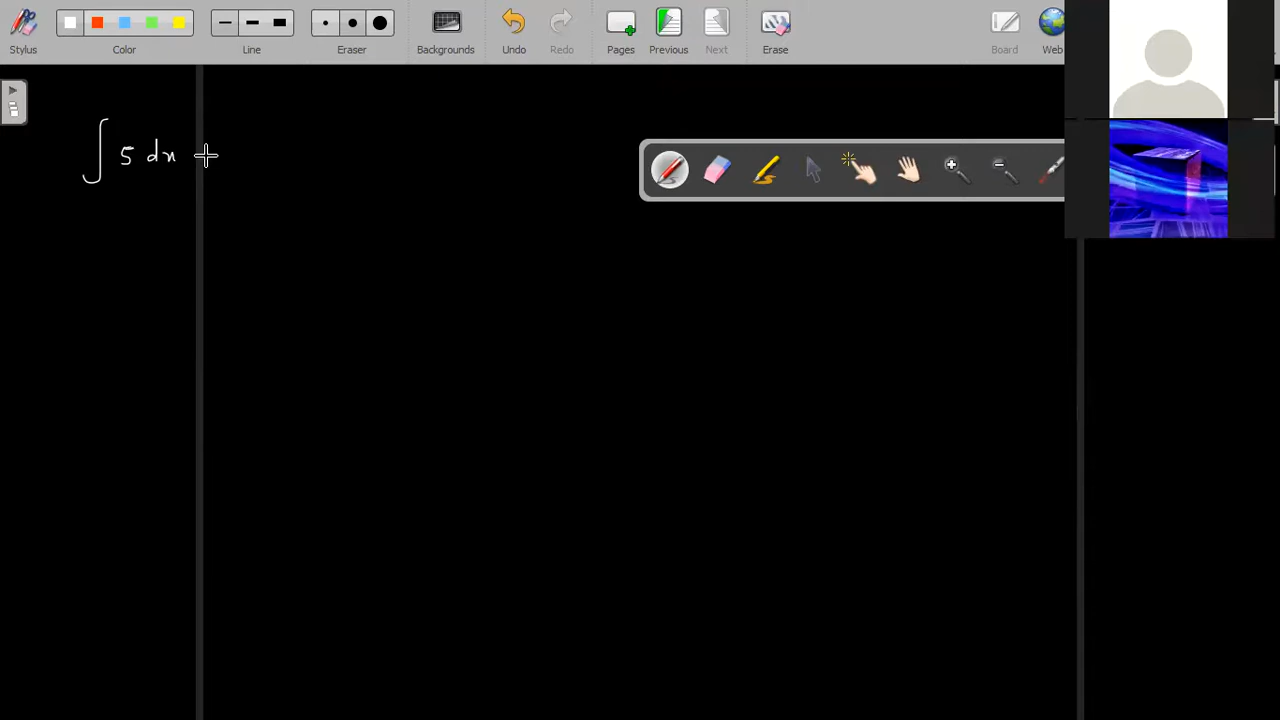 Stylus Color Line Eraser Backgrounds Undo Redo Pages Previous Next Erase Board Web
∫ 5 dx